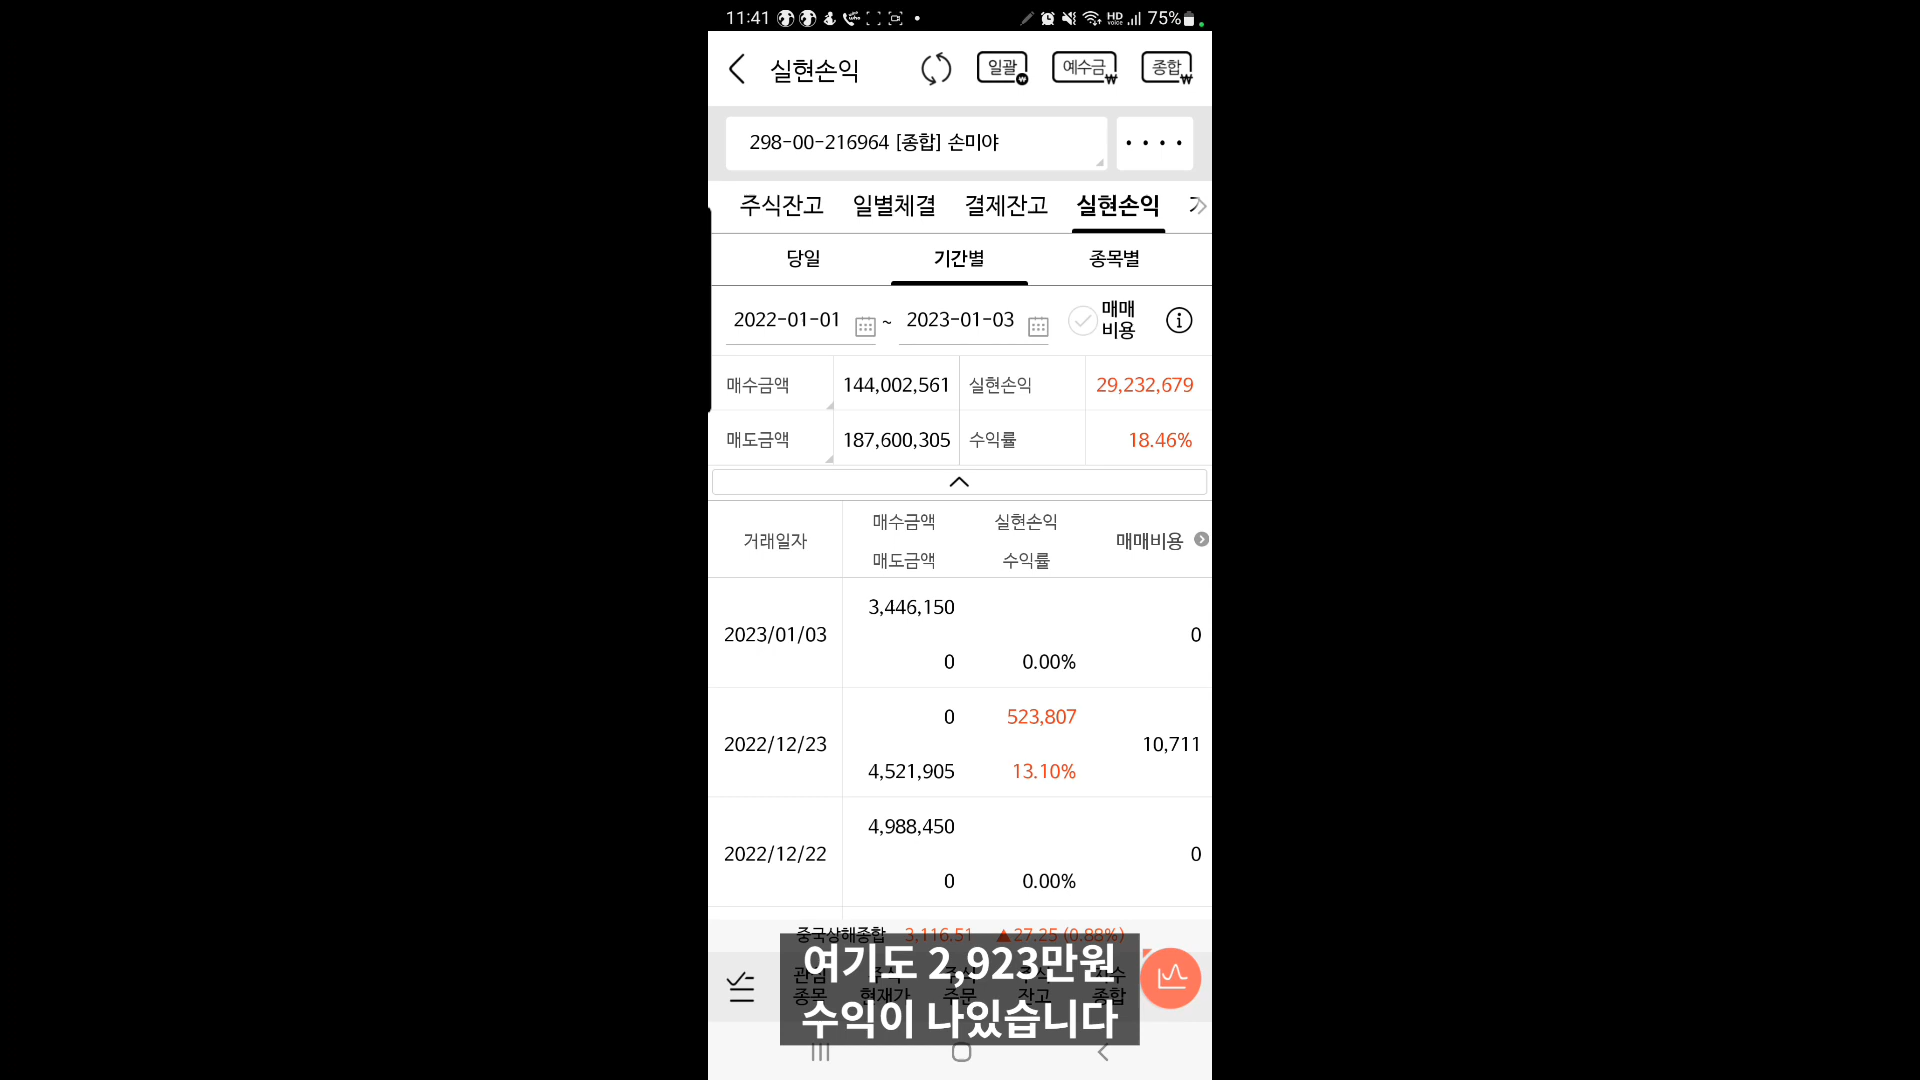 11:41 HD voice 75%
실현손익 일괄 예수금 종합
298-00-216964 [종합] 손미야
주식잔고 일별체결 결제잔고 실현손익
당일 기간별 종목별
2022-01-01 ~ 2023-01-03 매매
비용
매수금액 144,002,561 실현손익 29,232,679
매도금액 187,600,305 수익률 18.46%
매수금액 실현손익
거래일자 매매비용
매도금액 수익률
3,446,150
2023/01/03 0
0 0.00%
0 523,807
2022/12/23 10,711
4,521,905 13.10%
4,988,450
2022/12/22 0
0 0.00%
중국상해종합 3,116.51 ▲27.25 (0.88%)
여기도 2,923만원
수익이 나있습니다